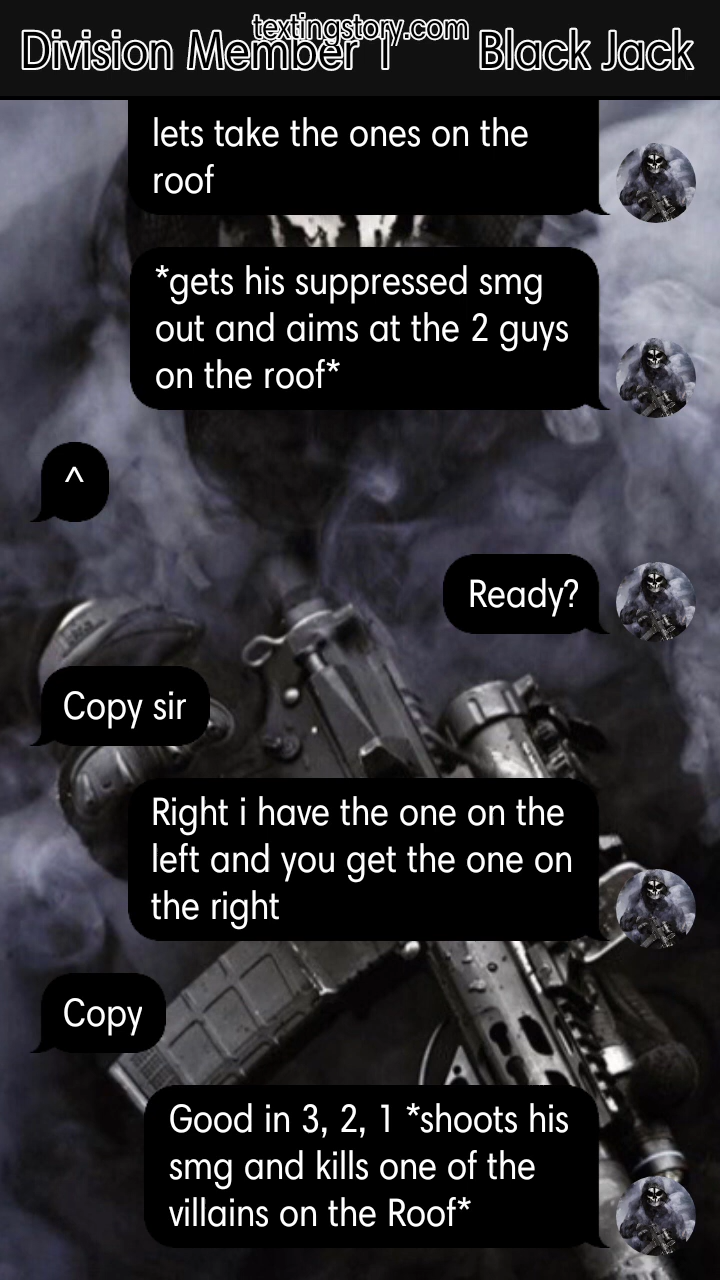 textingstory.com
Division Member 1 Black Jack
lets take the ones on the
roof
*gets his suppressed smg
out and aims at the 2 guys
on the roof*
^
Ready?
Copy sir
Right i have the one on the
left and you get the one on
the right
Copy
Good in 3, 2, 1 *shoots his
smg and kills one of the
villains on the Roof*